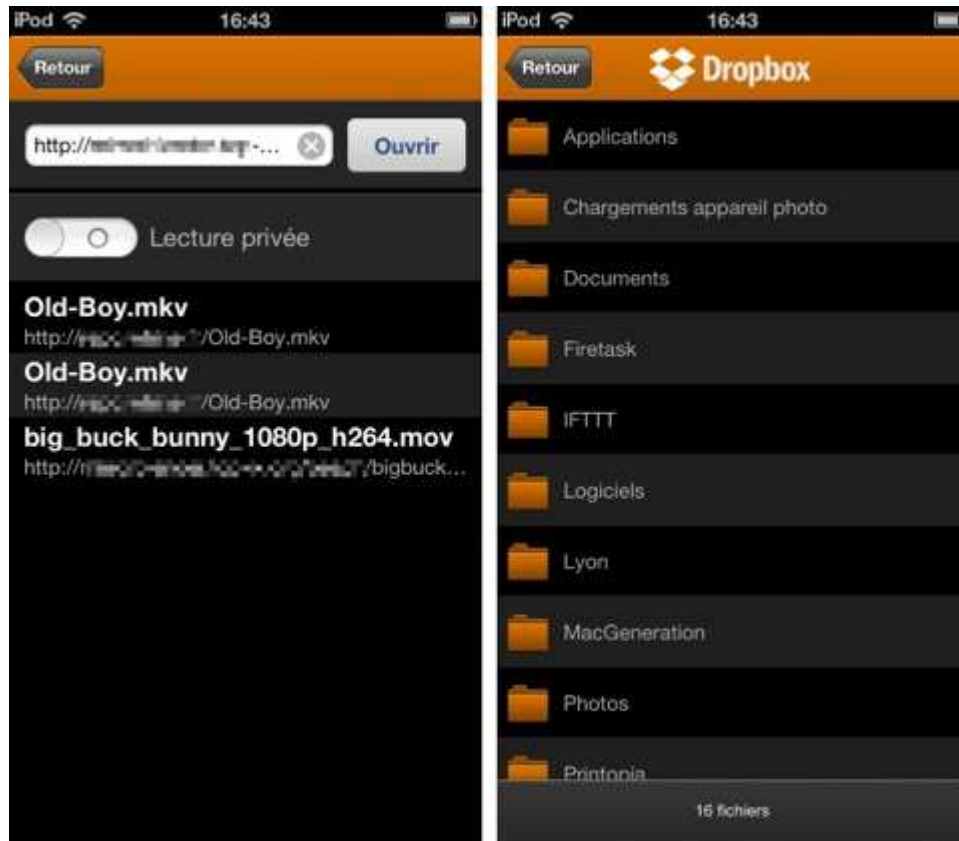 iPod 16:43
Retour
http:// -... Ouvrir
Lecture privée
Old-Boy.mkv
http:// /Old-Boy.mkv
Old-Boy.mkv
http:// /Old-Boy.mkv
big_buck_bunny_1080p_h264.mov
http:// /bigbuck...
iPod 16:43
Retour Dropbox
Applications
Chargements appareil photo
Documents
Firetask
IFTTT
Logiciels
Lyon
MacGeneration
Photos
Printopia
16 fichiers